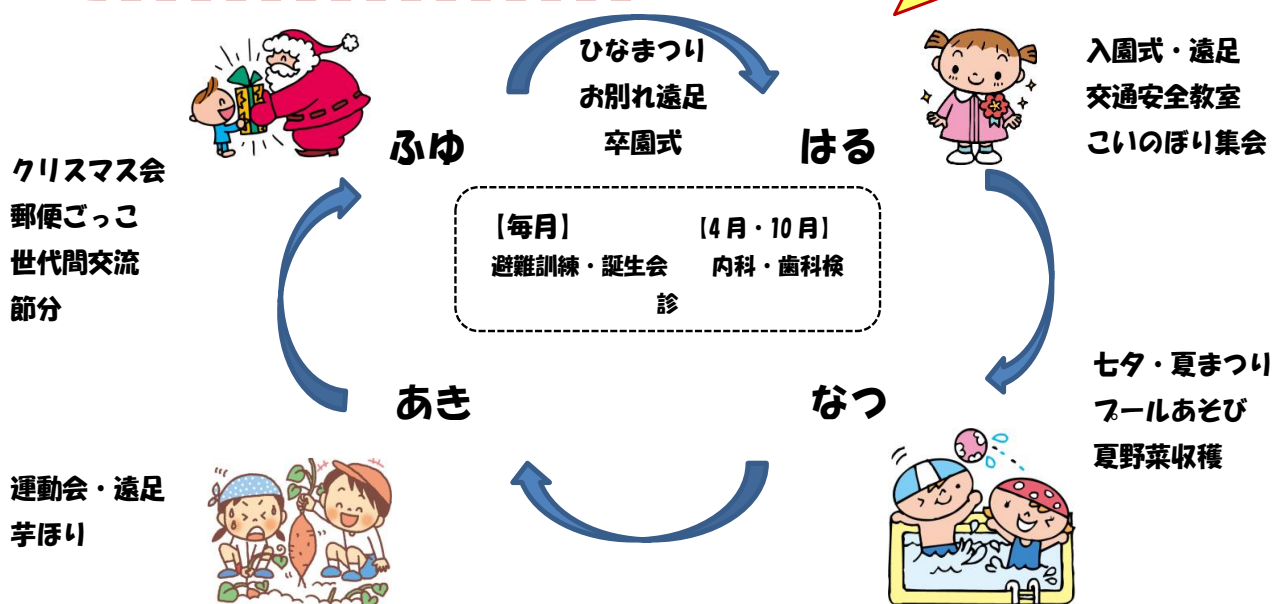 ひなまつり
お別れ遠足
卒園式
ふゆ
はる
入園式・遠足
交通安全教室
こいのぼり集会
クリスマス会
郵便ごっこ
世代間交流
節分
【毎月】 【4月・10月】
避難訓練・誕生会 内科・歯科検
診
あき
なつ
七夕・夏まつり
プールあそび
夏野菜収穫
運動会・遠足
芋ほり